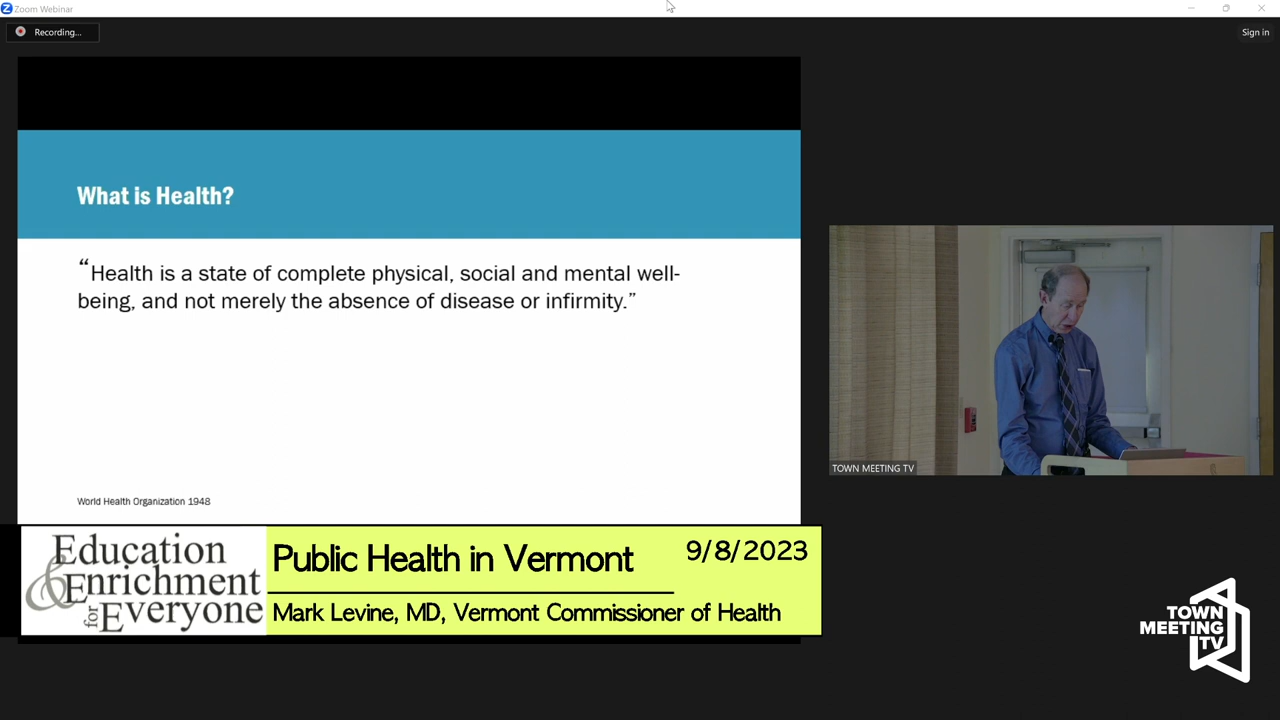 Zoom Webinar
Recording...
Sign in
What is Health?
“Health is a state of complete physical, social and mental well-
being, and not merely the absence of disease or infirmity.”
World Health Organization 1948
TOWN MEETING TV
Education
& Enrichment
for Everyone
Public Health in Vermont
9/8/2023
Mark Levine, MD, Vermont Commissioner of Health
TOWN
MEETING
TV